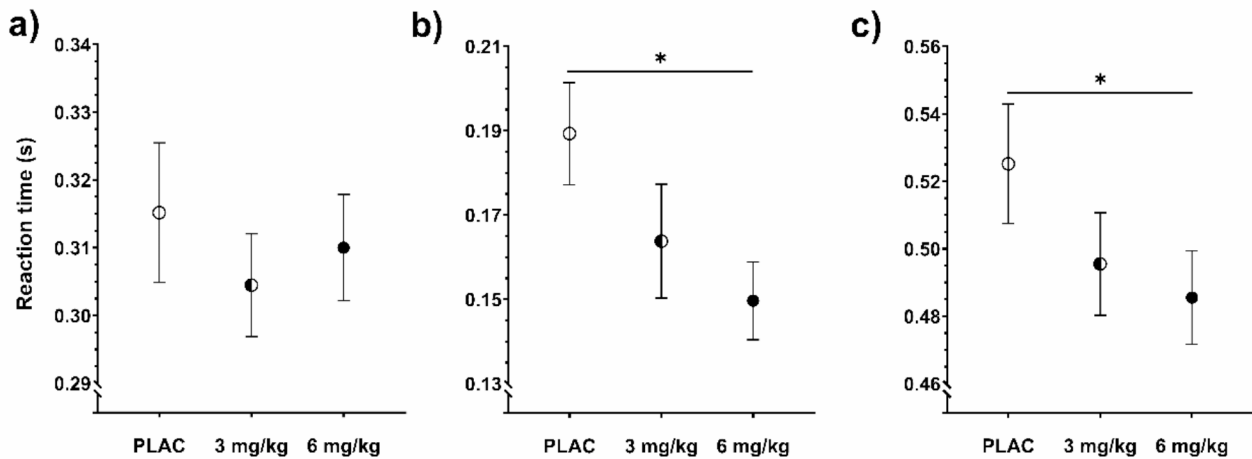 a)
Reaction time (s)
0.34
0.33
0.32
0.31
0.30
0.29
PLAC 3 mg/kg 6 mg/kg
b)
*
0.21
0.19
0.17
0.15
0.13
PLAC 3 mg/kg 6 mg/kg
c)
*
0.56
0.54
0.52
0.50
0.48
0.46
PLAC 3 mg/kg 6 mg/kg